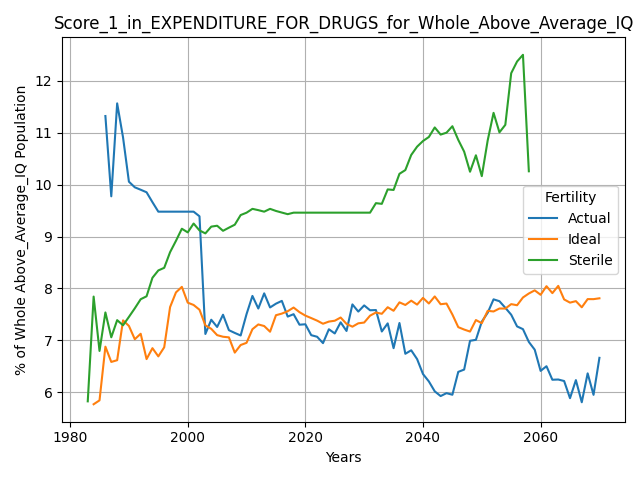 Score_1_in_EXPENDITURE_FOR_DRUGS_for_Whole_Above_Average_IQ
% of Whole Above_Average_IQ Population
12
11
10
9
8
7
6
Fertility
Actual
Ideal
Sterile
1980
2000
2020
2040
2060
Years